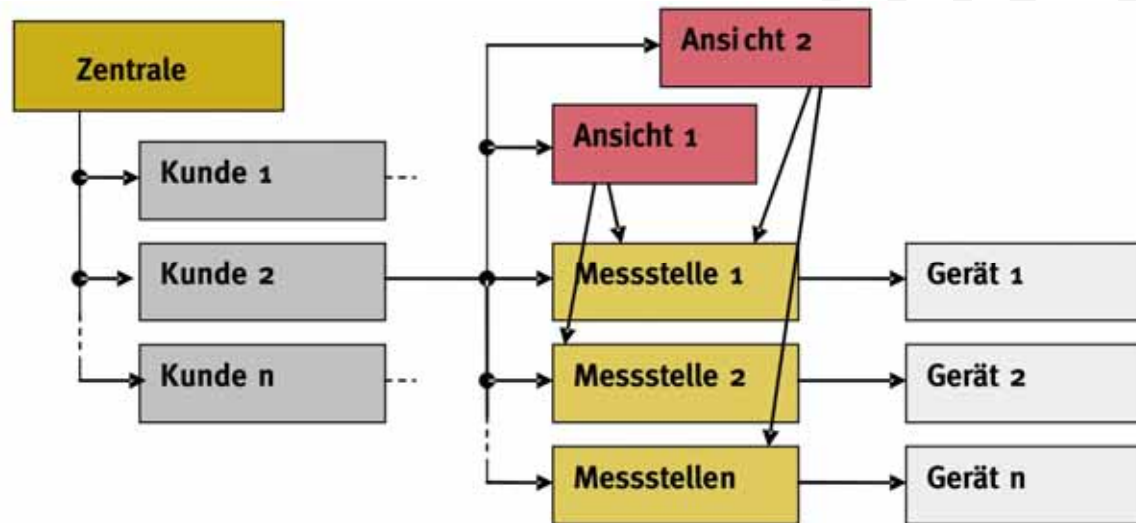 Zentrale
Ansicht 2
Ansicht 1
Kunde 1
Kunde 2
Messstelle 1
Gerät 1
Kunde n
Messstelle 2
Gerät 2
Messstellen
Gerät n